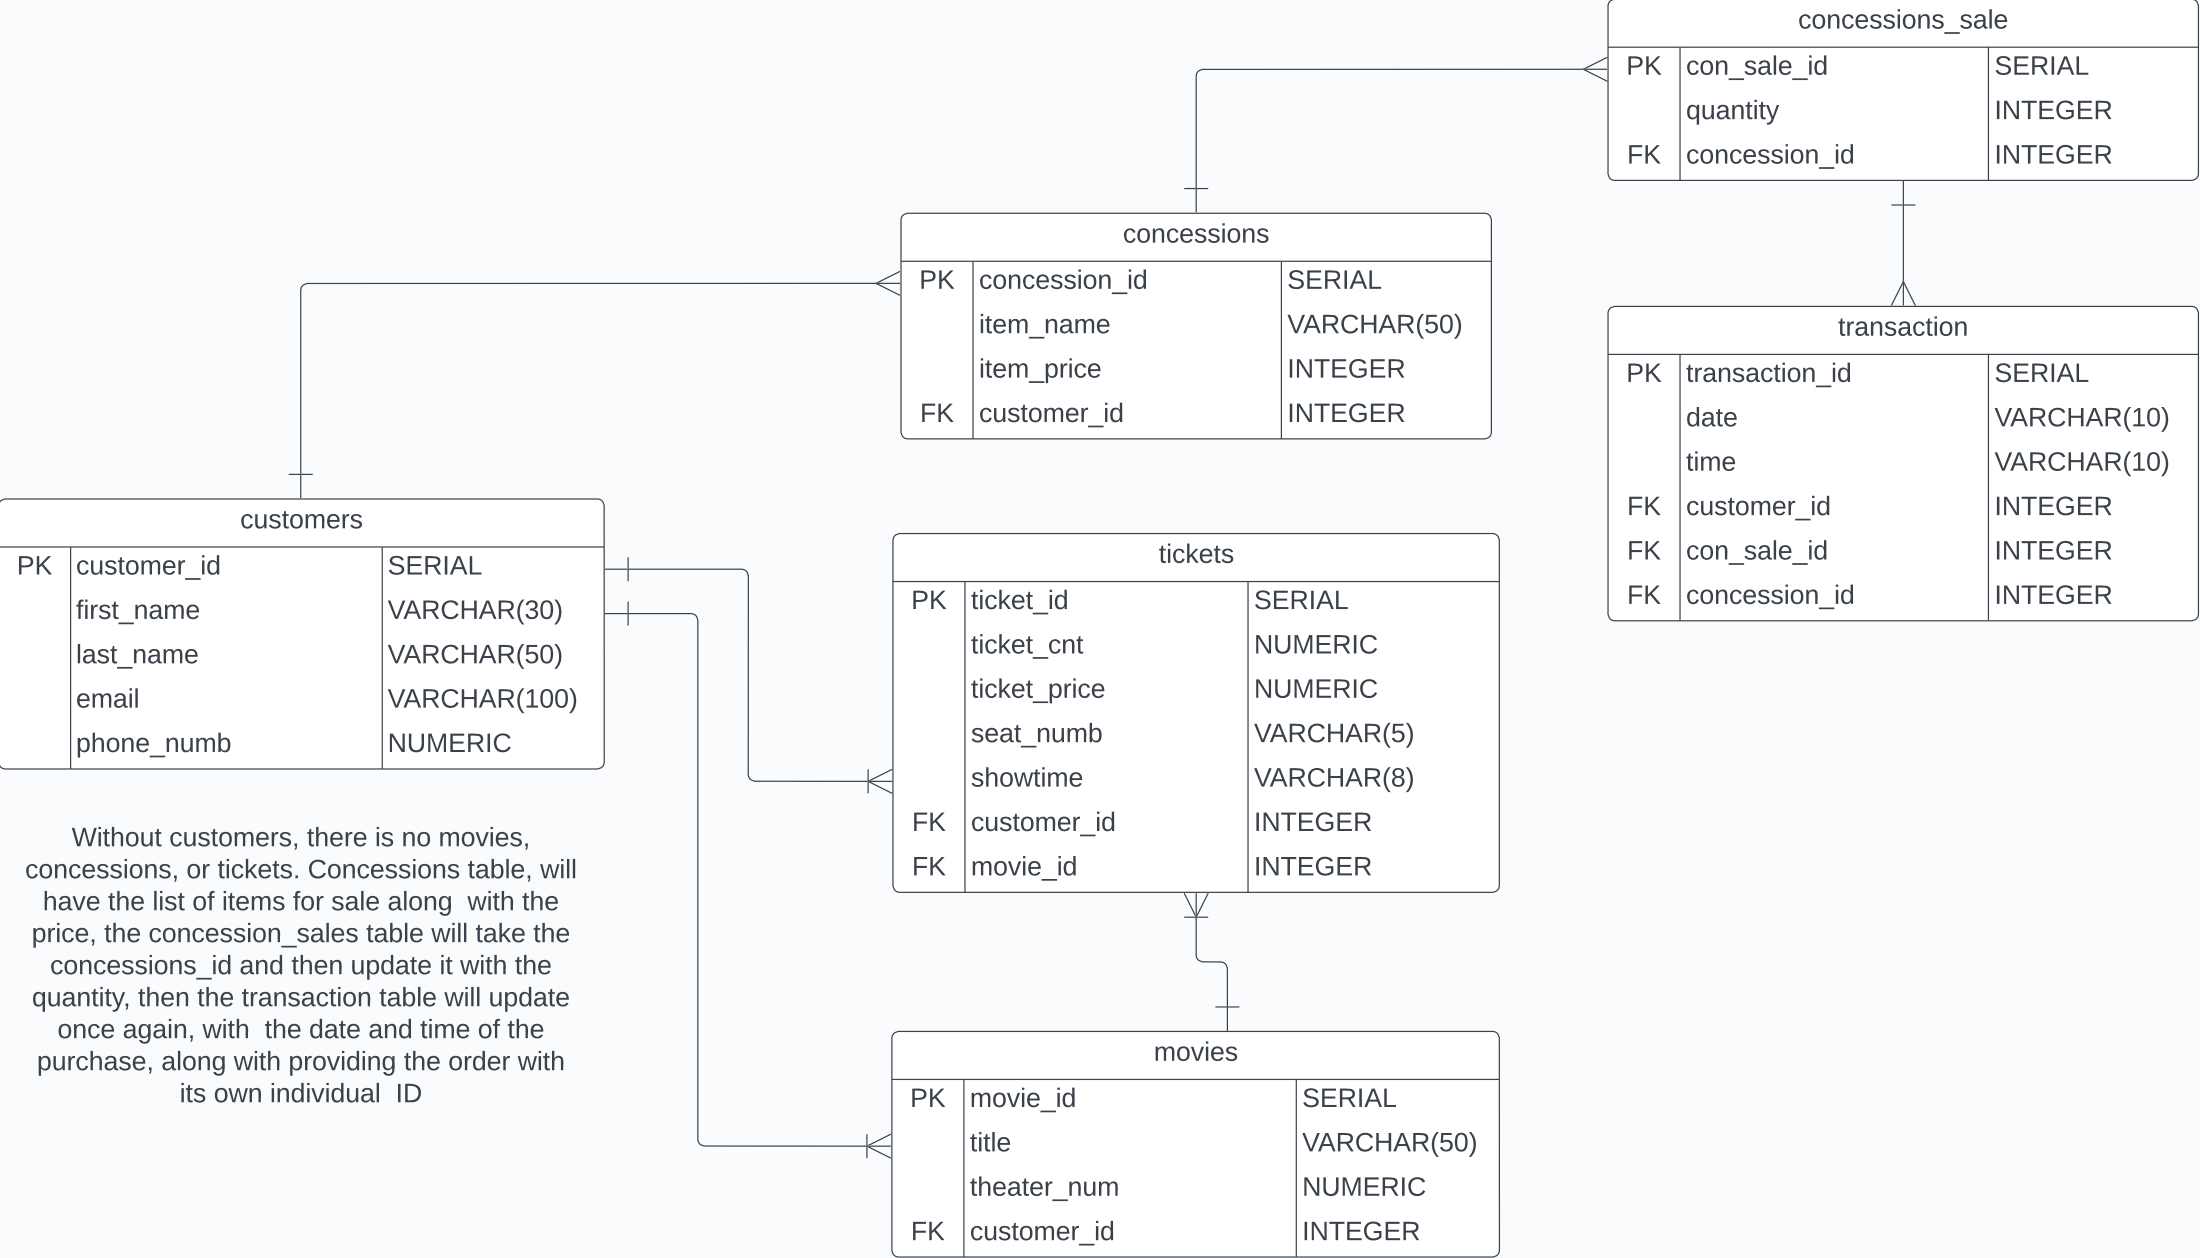 concessions_sale
PK con_sale_id SERIAL
quantity INTEGER
FK concession_id INTEGER
concessions
PK concession_id SERIAL
item_name VARCHAR(50)
item_price INTEGER
FK customer_id INTEGER
transaction
PK transaction_id SERIAL
date VARCHAR(10)
time VARCHAR(10)
FK customer_id INTEGER
FK con_sale_id INTEGER
FK concession_id INTEGER
customers
PK customer_id SERIAL
first_name VARCHAR(30)
last_name VARCHAR(50)
email VARCHAR(100)
phone_numb NUMERIC
tickets
PK ticket_id SERIAL
ticket_cnt NUMERIC
ticket_price NUMERIC
seat_numb VARCHAR(5)
showtime VARCHAR(8)
FK customer_id INTEGER
FK movie_id INTEGER
Without customers, there is no movies,
concessions, or tickets. Concessions table, will
have the list of items for sale along  with the
price, the concession_sales table will take the
concessions_id and then update it with the
quantity, then the transaction table will update
once again, with  the date and time of the
purchase, along with providing the order with
its own individual  ID
movies
PK movie_id SERIAL
title VARCHAR(50)
theater_num NUMERIC
FK customer_id INTEGER